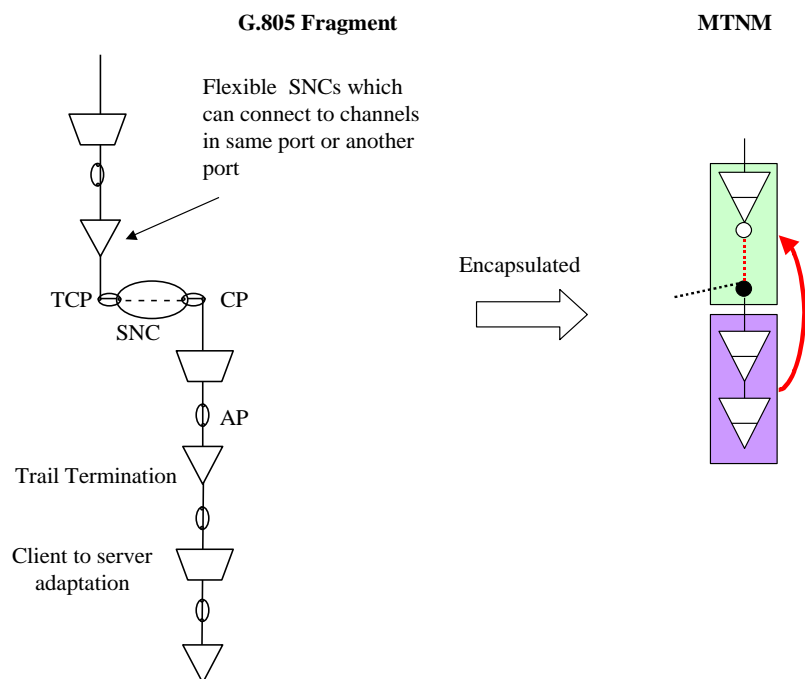 G.805 Fragment
MTNM
Flexible SNCs which
can connect to channels
in same port or another
port
Encapsulated
TCP
CP
SNC
AP
Trail Termination
Client to server
adaptation